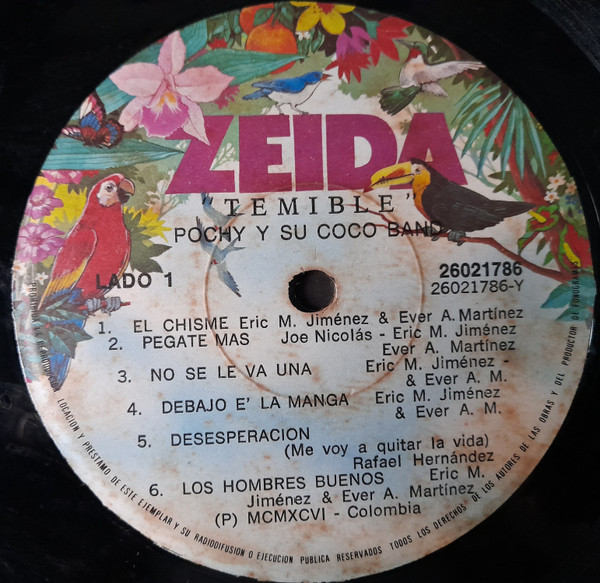 ZEIDA
"TEMIBLE"
POCHY Y SU COCO BAND
LADO 1
26021786
26021786-Y
1. EL CHISME Eric M. Jiménez & Ever A. Martínez
2. PEGATE MAS Joe Nicolás - Eric M. Jiménez
Ever A. Martínez
3. NO SE LE VA UNA Eric M. Jiménez -
& Ever A. M.
4. DEBAJO E' LA MANGA Eric M. Jiménez
& Ever A. M.
5. DESESPERACION
(Me voy a quitar la vida)
Rafael Hernández
6. LOS HOMBRES BUENOS Eric M.
Jiménez & Ever A. Martínez
(P) MCMXCVI - Colombia
LOCACION Y PRESTAMO DE ESTE EJEMPLAR Y SU RADIODIFUSION O EJECUCION PUBLICA RESERVADOS TODOS LOS DERECHOS DE LOS AUTORES DE LAS OBRAS Y DEL PRODUCTOR DE FONOGRAMAS